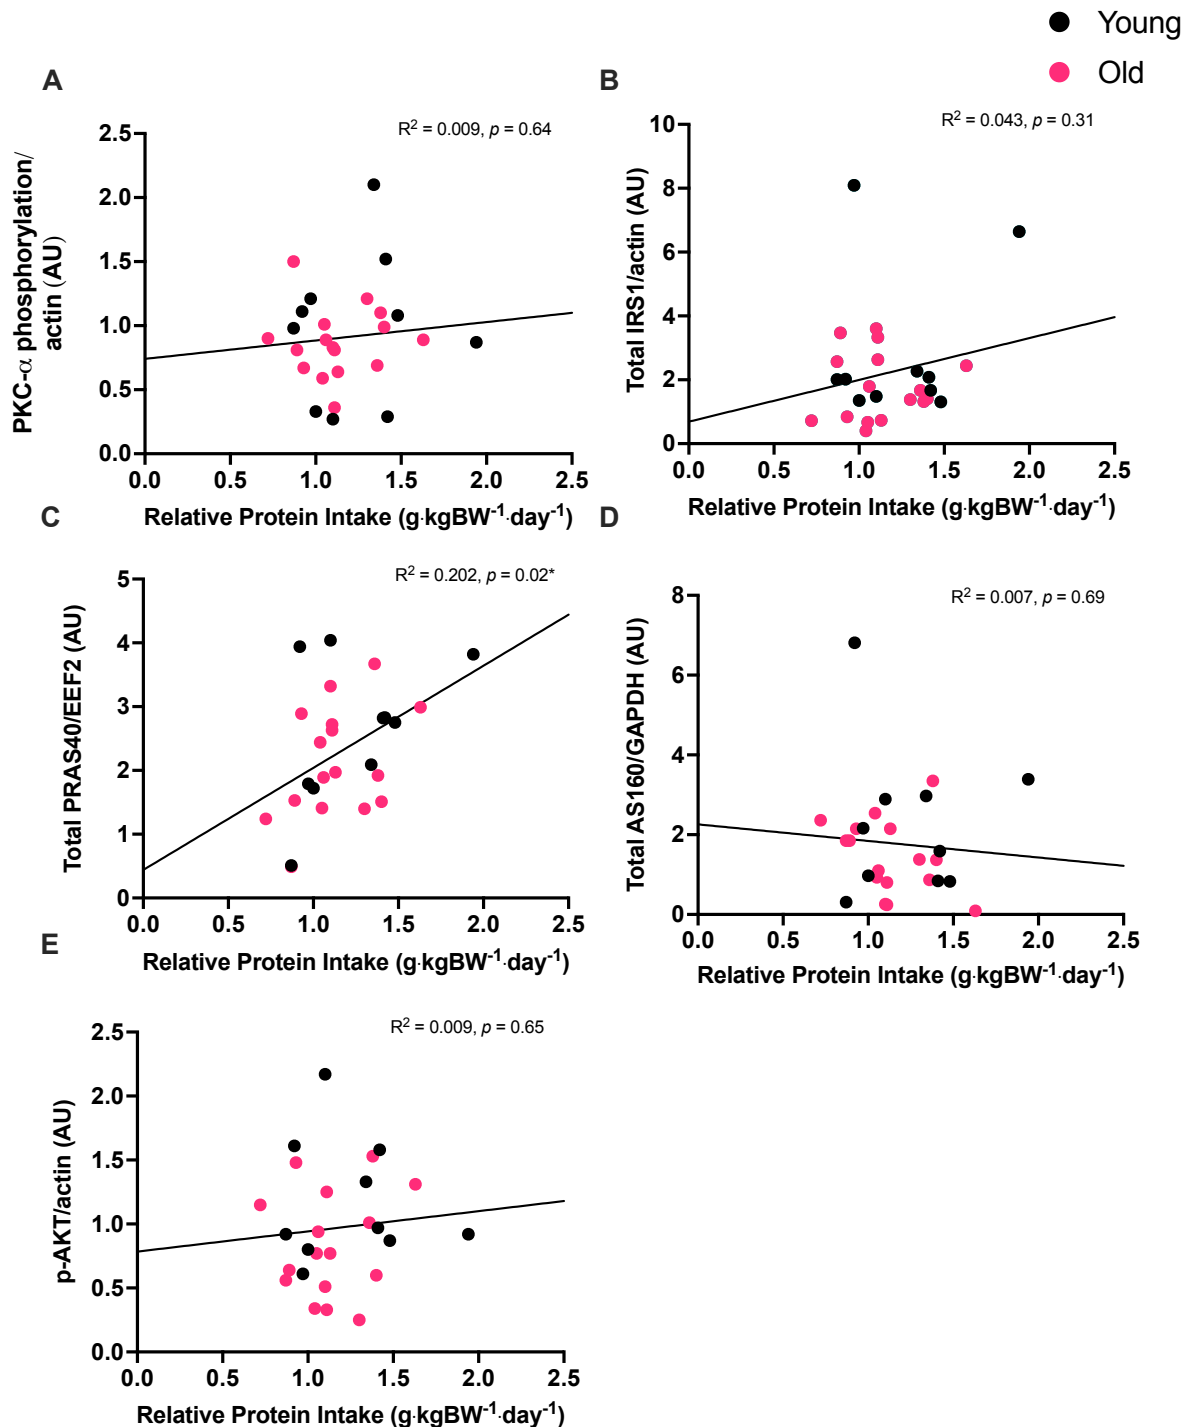 Young
Old
A
R² = 0.009, p = 0.64
PKC-α phosphorylation/
actin (AU)
2.5
2.0
1.5
1.0
0.5
0.0
0.0 0.5 1.0 1.5 2.0 2.5
Relative Protein Intake (g·kgBW⁻¹·day⁻¹)
B
R² = 0.043, p = 0.31
Total IRS1/actin (AU)
10
8
6
4
2
0
0.0 0.5 1.0 1.5 2.0 2.5
Relative Protein Intake (g·kgBW⁻¹·day⁻¹)
C
R² = 0.202, p = 0.02*
Total PRAS40/EEF2 (AU)
5
4
3
2
1
0
0.0 0.5 1.0 1.5 2.0 2.5
Relative Protein Intake (g·kgBW⁻¹·day⁻¹)
D
R² = 0.007, p = 0.69
Total AS160/GAPDH (AU)
8
6
4
2
0
0.0 0.5 1.0 1.5 2.0 2.5
Relative Protein Intake (g·kgBW⁻¹·day⁻¹)
E
R² = 0.009, p = 0.65
p-AKT/actin (AU)
2.5
2.0
1.5
1.0
0.5
0.0
0.0 0.5 1.0 1.5 2.0 2.5
Relative Protein Intake (g·kgBW⁻¹·day⁻¹)